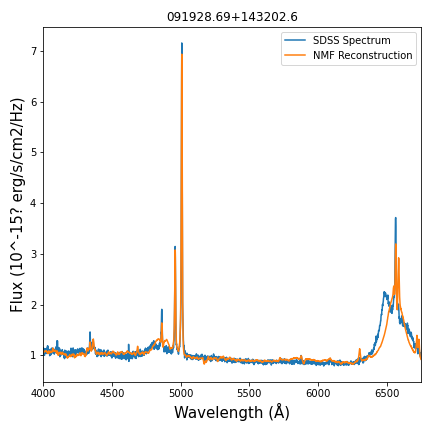 091928.69+143202.6
SDSS Spectrum
NMF Reconstruction
Flux (10^-15? erg/s/cm2/Hz)
7
6
5
4
3
2
1
4000 4500 5000 5500 6000 6500
Wavelength (Å)